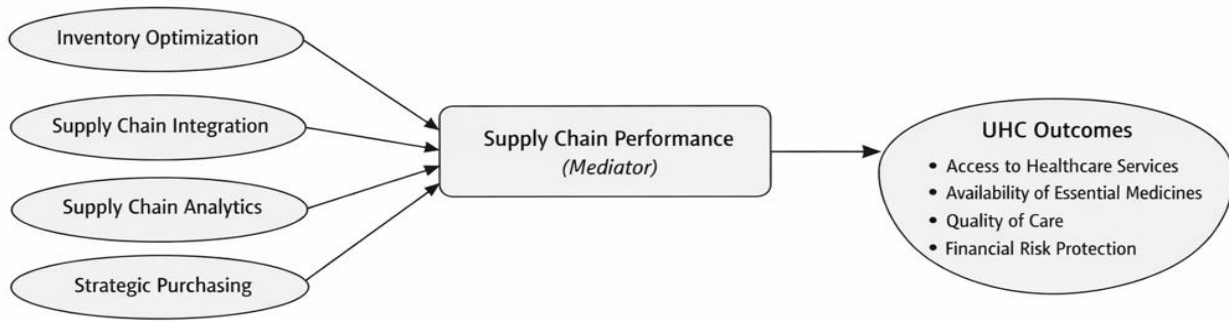 Inventory Optimization
Supply Chain Integration
Supply Chain Analytics
Strategic Purchasing
Supply Chain Performance
(Mediator)
UHC Outcomes
• Access to Healthcare Services
• Availability of Essential Medicines
• Quality of Care
• Financial Risk Protection